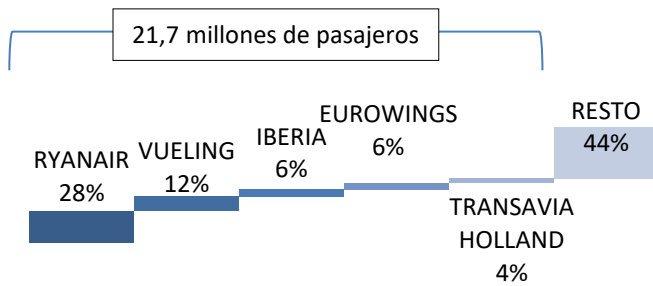 21,7 millones de pasajeros
RYANAIR
28%
VUELING
12%
IBERIA
6%
EUROWINGS
6%
TRANSAVIA
HOLLAND
4%
RESTO
44%